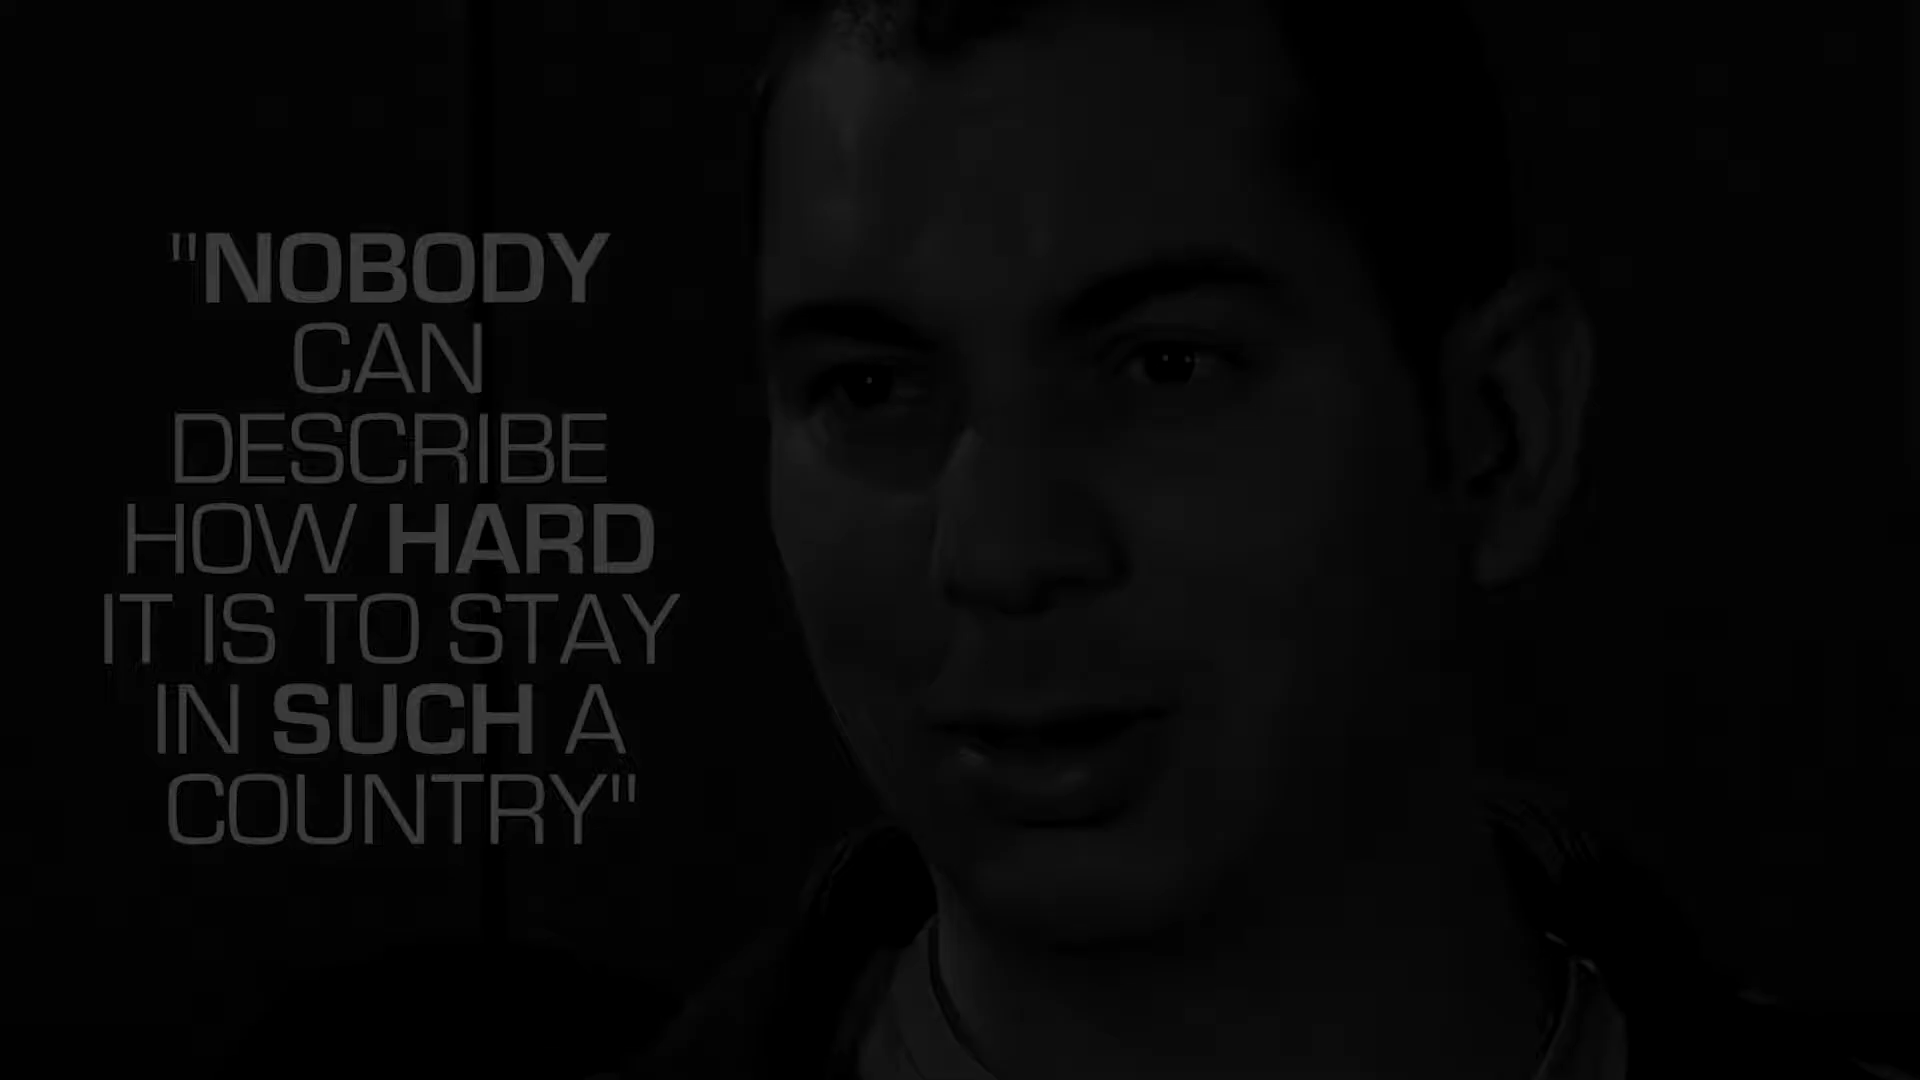 "NOBODY
CAN
DESCRIBE
HOW HARD
IT IS TO STAY
IN SUCH A
COUNTRY"